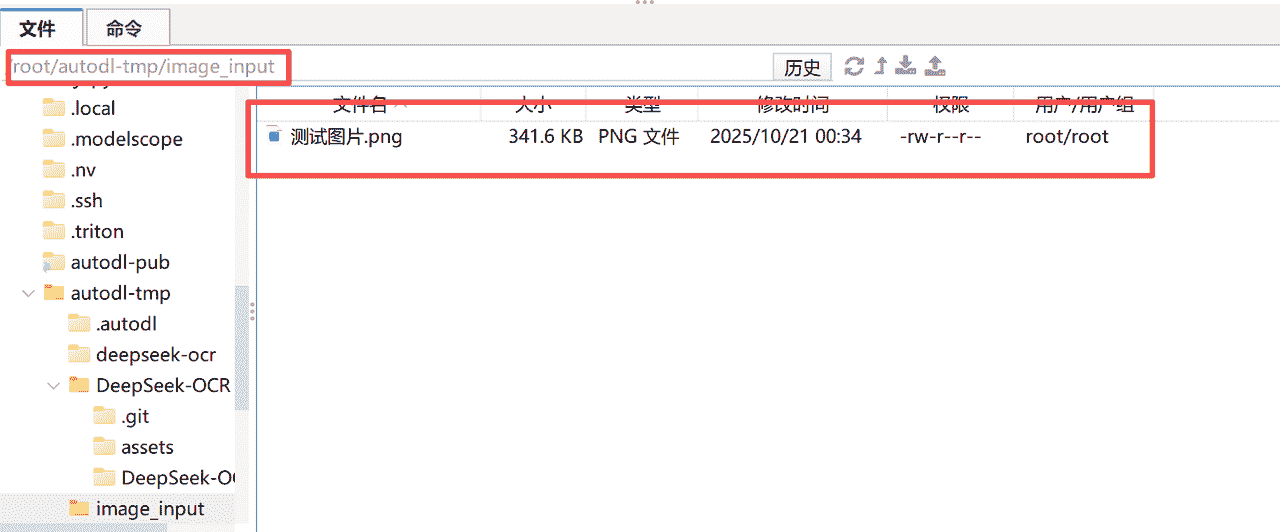 文件 命令
/root/autodl-tmp/image_input 历史
文件名 大小 类型 修改时间 权限 用户/用户组
测试图片.png 341.6 KB PNG 文件 2025/10/21 00:34 -rw-r--r-- root/root
.local
.modelscope
.nv
.ssh
.triton
autodl-pub
autodl-tmp
.autodl
deepseek-ocr
DeepSeek-OCR
.git
assets
DeepSeek-OC
image_input